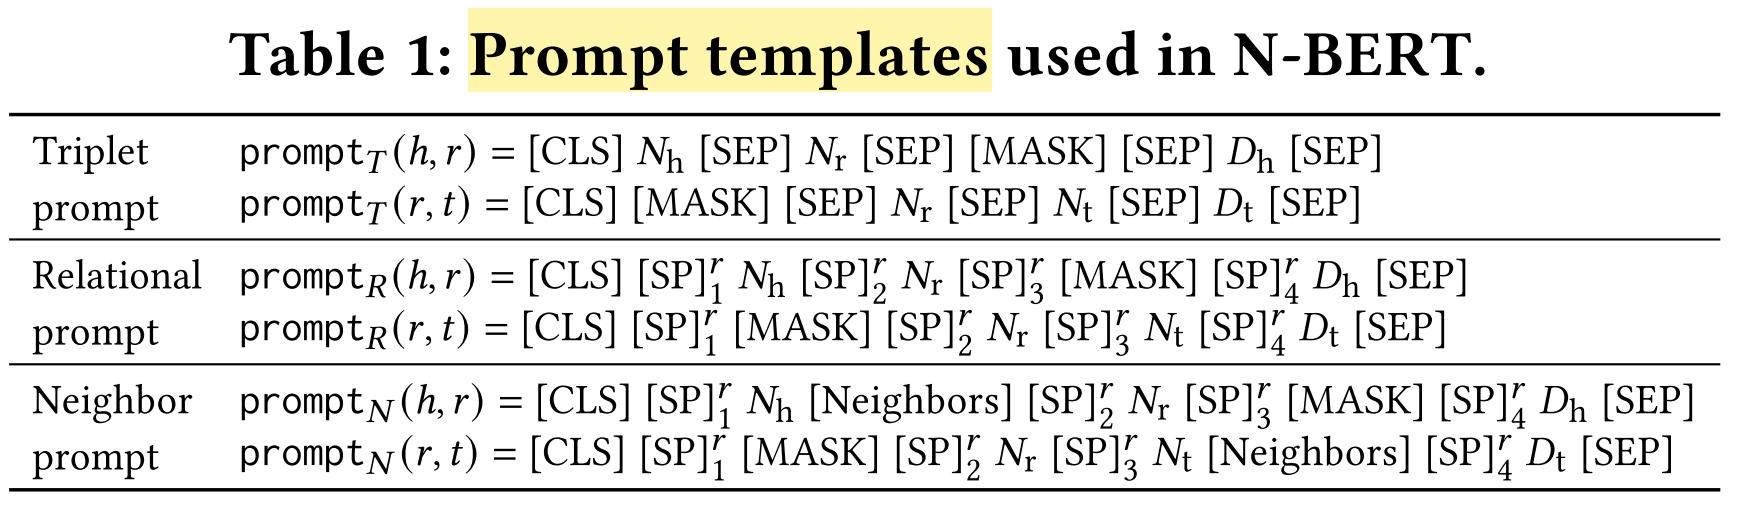 Table 1: Prompt templates used in N-BERT.
Triplet prompt_T(h, r) = [CLS] N_h [SEP] N_r [SEP] [MASK] [SEP] D_h [SEP]
prompt prompt_T(r, t) = [CLS] [MASK] [SEP] N_r [SEP] N_t [SEP] D_t [SEP]
Relational prompt_R(h, r) = [CLS] [SP]^r_1 N_h [SP]^r_2 N_r [SP]^r_3 [MASK] [SP]^r_4 D_h [SEP]
prompt prompt_R(r, t) = [CLS] [SP]^r_1 [MASK] [SP]^r_2 N_r [SP]^r_3 N_t [SP]^r_4 D_t [SEP]
Neighbor prompt_N(h, r) = [CLS] [SP]^r_1 N_h [Neighbors] [SP]^r_2 N_r [SP]^r_3 [MASK] [SP]^r_4 D_h [SEP]
prompt prompt_N(r, t) = [CLS] [SP]^r_1 [MASK] [SP]^r_2 N_r [SP]^r_3 N_t [Neighbors] [SP]^r_4 D_t [SEP]